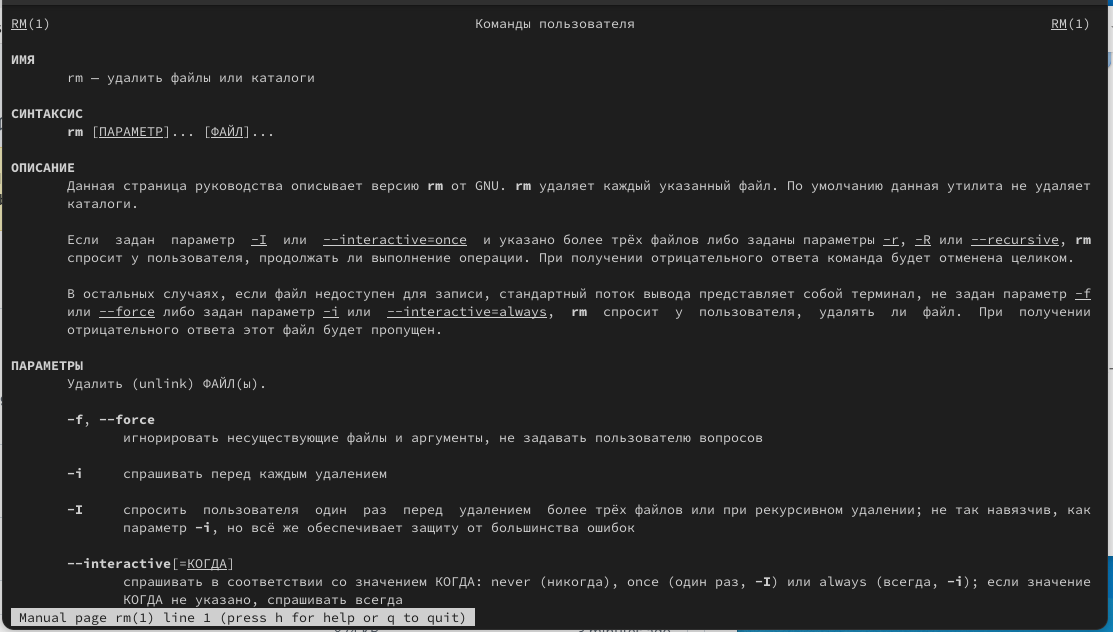 RM(1) Команды пользователя RM(1)
ИМЯ
rm — удалить файлы или каталоги
СИНТАКСИС
rm [ПАРАМЕТР]... [ФАЙЛ]...
ОПИСАНИЕ
Данная страница руководства описывает версию rm от GNU. rm удаляет каждый указанный файл. По умолчанию данная утилита не удаляет
каталоги.
Если задан параметр -I или --interactive=once и указано более трёх файлов либо заданы параметры -r, -R или --recursive, rm
спросит у пользователя, продолжать ли выполнение операции. При получении отрицательного ответа команда будет отменена целиком.
В остальных случаях, если файл недоступен для записи, стандартный поток вывода представляет собой терминал, не задан параметр -f
или --force либо задан параметр -i или --interactive=always, rm спросит у пользователя, удалять ли файл. При получении
отрицательного ответа этот файл будет пропущен.
ПАРАМЕТРЫ
Удалить (unlink) ФАЙЛ(ы).
-f, --force
игнорировать несуществующие файлы и аргументы, не задавать пользователю вопросов
-i спрашивать перед каждым удалением
-I спросить пользователя один раз перед удалением более трёх файлов или при рекурсивном удалении; не так навязчив, как
параметр -i, но всё же обеспечивает защиту от большинства ошибок
--interactive[=КОГДА]
спрашивать в соответствии со значением КОГДА: never (никогда), once (один раз, -I) или always (всегда, -i); если значение
КОГДА не указано, спрашивать всегда
Manual page rm(1) line 1 (press h for help or q to quit)